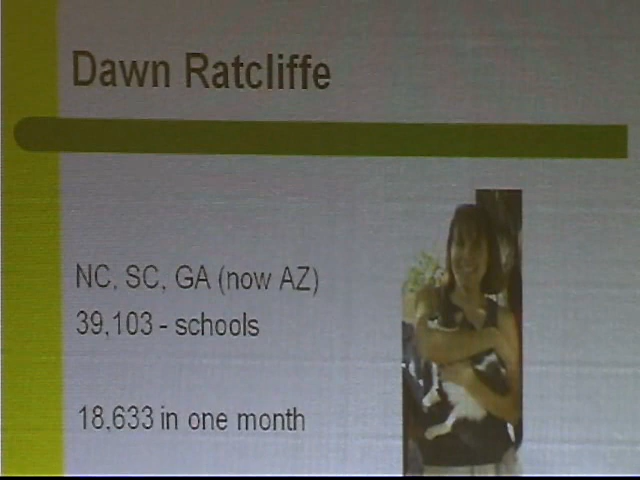 Dawn Ratcliffe
NC, SC, GA (now AZ)
39,103 - schools
18,633 in one month